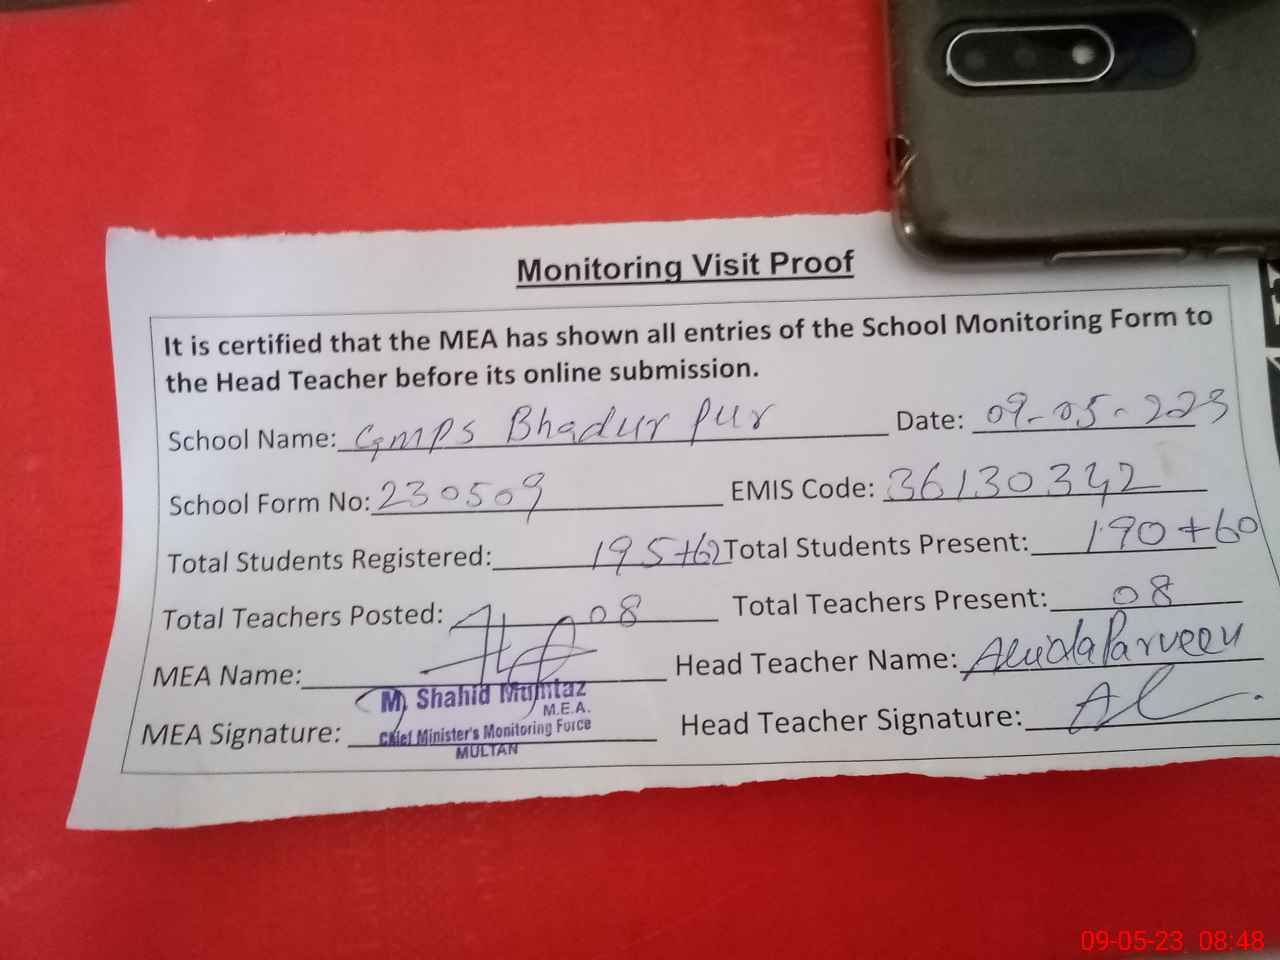 Monitoring Visit Proof
It is certified that the MEA has shown all entries of the School Monitoring Form to
the Head Teacher before its online submission.
School Name: GMPS Bhadur Pur Date: 09-05-223
School Form No: 230509 EMIS Code: 36130342
Total Students Registered: 195+62 Total Students Present: 190+60
Total Teachers Posted: 08 Total Teachers Present: 08
MEA Name: Head Teacher Name: Parveen
M. Shahid Mumtaz
M.E.A.
MEA Signature: Chief Minister's Monitoring Force Head Teacher Signature:
MULTAN
09-05-23 08:48